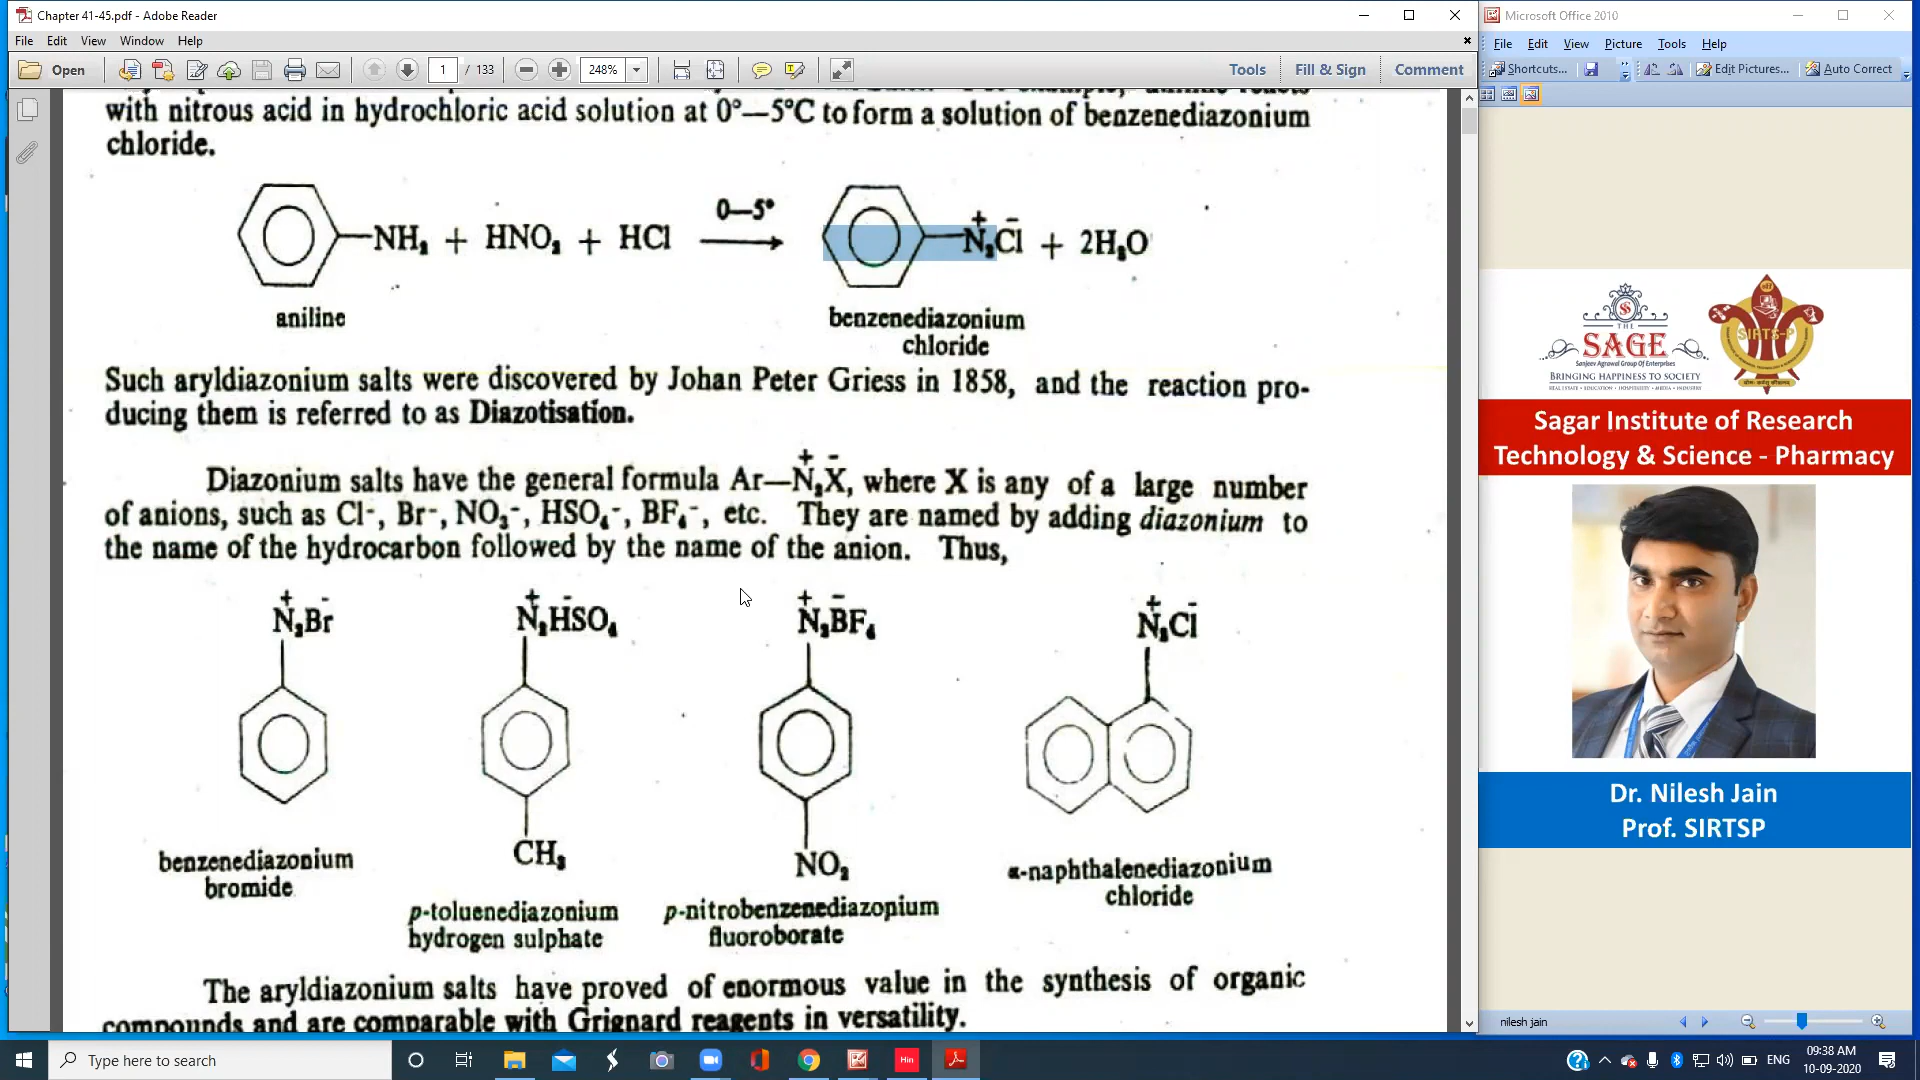 Chapter 41-45.pdf - Adobe Reader
File Edit View Window Help
Open 1 / 133 248% Tools Fill & Sign Comment
with nitrous acid in hydrochloric acid solution at 0°—5°C to form a solution of benzenediazonium
chloride.
—NH₂ + HNO₂ + HCl 0—5° —N₂Cl + 2H₂O
+ −
aniline
benzenediazonium
chloride
Such aryldiazonium salts were discovered by Johan Peter Griess in 1858, and the reaction pro-
ducing them is referred to as Diazotisation.
+ −
Diazonium salts have the general formula Ar—N₂X, where X is any of a large number
of anions, such as Cl-, Br-, NO₃-, HSO₄-, BF₄-, etc. They are named by adding diazonium to
the name of the hydrocarbon followed by the name of the anion. Thus,
+ − + − + − + −
N₂Br N₂HSO₄ N₂BF₄ N₂Cl
CH₃ NO₂
benzenediazonium
bromide
p-toluenediazonium
hydrogen sulphate
p-nitrobenzenediazopium
fluoroborate
α-naphthalenediazonium
chloride
The aryldiazonium salts have proved of enormous value in the synthesis of organic
compounds and are comparable with Grignard reagents in versatility.
Microsoft Office 2010
File Edit View Picture Tools Help
Shortcuts... Edit Pictures... Auto Correct
THE
SAGE
Sanjeev Agrawal Group Of Enterprises
BRINGING HAPPINESS TO SOCIETY
SIRTS-P
Sagar Institute of Research
Technology & Science - Pharmacy
Dr. Nilesh Jain
Prof. SIRTSP
nilesh jain
Type here to search
Hin
ENG
09:38 AM
10-09-2020